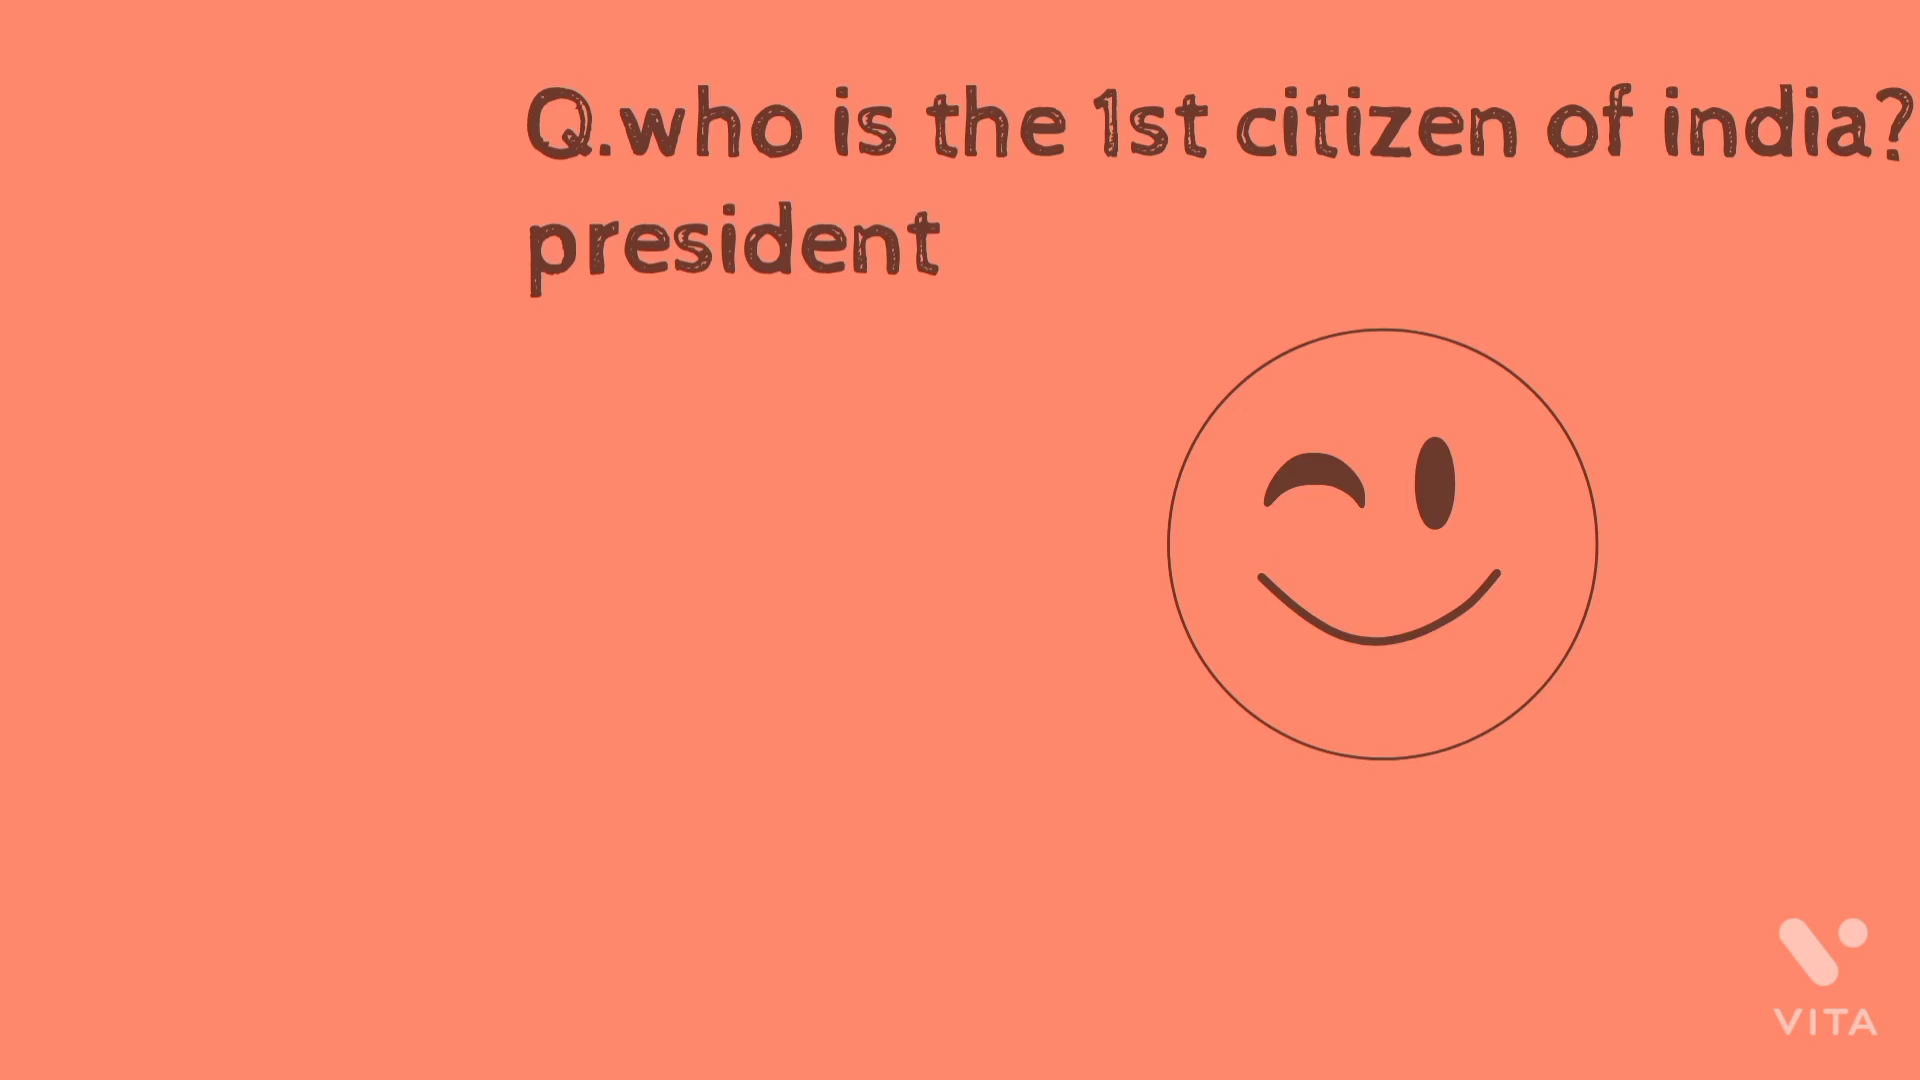 Q.who is the 1st citizen of india?
president
VITA